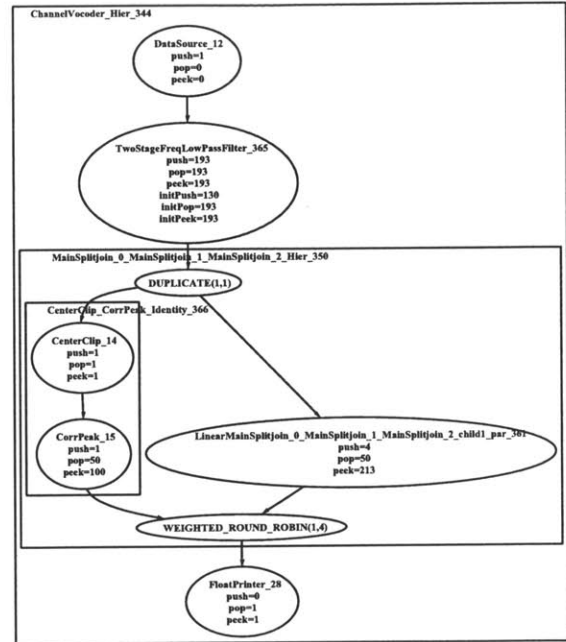 ChannelVocoder_Hier_344
DataSource_12
push=1
pop=0
peek=0
TwoStageFreqLowPassFilter_365
push=193
pop=193
peek=193
initPush=130
initPop=193
initPeek=193
MainSplitjoin_0_MainSplitjoin_1_MainSplitjoin_2_Hier_350
DUPLICATE(1,1)
CenterClip_CorrPeak_Identity_366
CenterClip_14
push=1
pop=1
peek=1
CorrPeak_15
push=1
pop=50
peek=100
LinearMainSplitjoin_0_MainSplitjoin_1_MainSplitjoin_2_child1_par_361
push=4
pop=50
peek=213
WEIGHTED_ROUND_ROBIN(1,4)
FloatPrinter_28
push=0
pop=1
peek=1